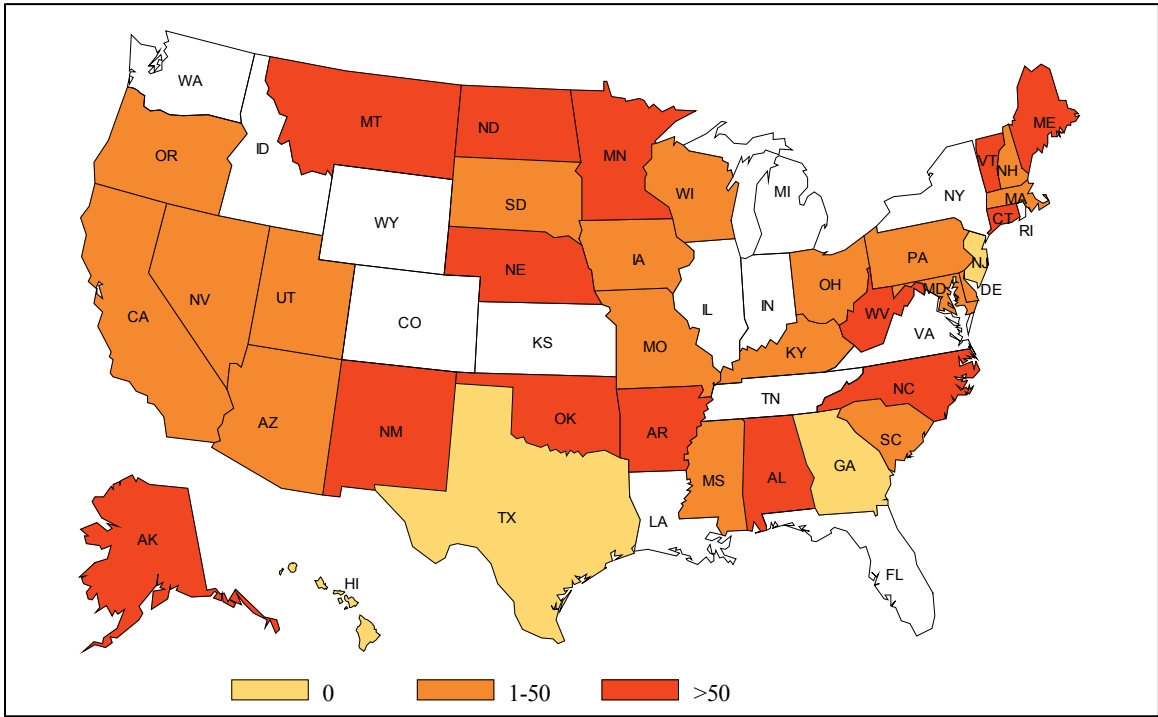 WA
MT
ND
MN
ME
OR
ID
VT
NH
WI
MI
NY
MA
SD
WY
CT
RI
IA
PA
NE
NJ
NV
UT
OH
MD
DE
CA
CO
IL
IN
WV
VA
KS
MO
KY
TN
NC
AZ
NM
OK
AR
SC
MS
AL
GA
TX
LA
AK
FL
HI
0
1-50
>50